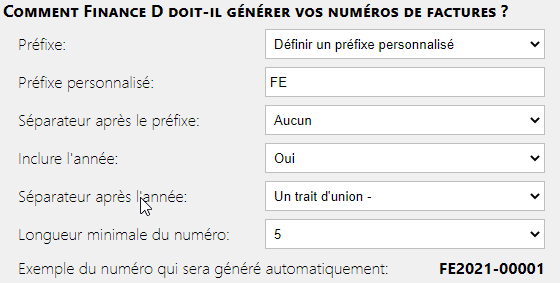 Comment Finance D doit-il générer vos numéros de factures ?
Préfixe: Définir un préfixe personnalisé
Préfixe personnalisé: FE
Séparateur après le préfixe: Aucun
Inclure l'année: Oui
Séparateur après l'année: Un trait d'union -
Longueur minimale du numéro: 5
Exemple du numéro qui sera généré automatiquement: FE2021-00001